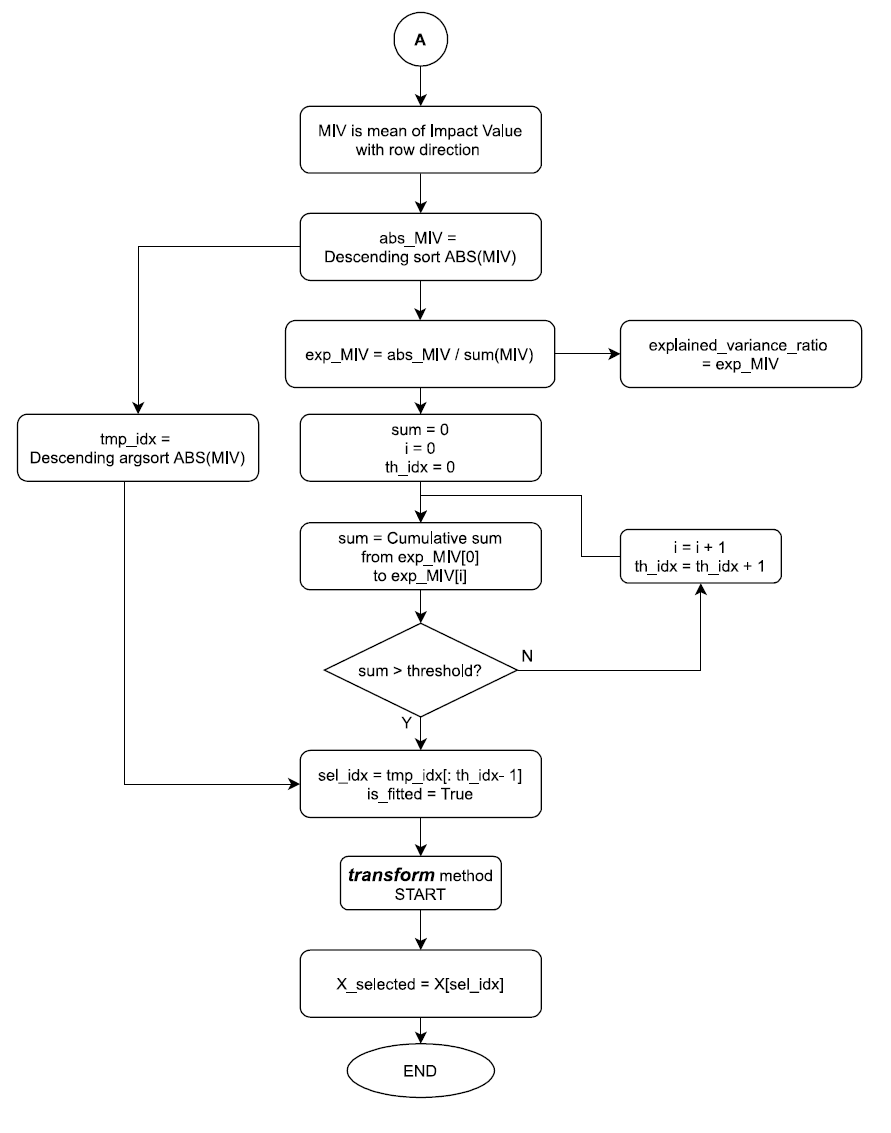 A
MIV is mean of Impact Value
with row direction
abs_MIV =
Descending sort ABS(MIV)
exp_MIV = abs_MIV / sum(MIV)
explained_variance_ratio
= exp_MIV
tmp_idx =
Descending argsort ABS(MIV)
sum = 0
i = 0
th_idx = 0
sum = Cumulative sum
from exp_MIV[0]
to exp_MIV[i]
i = i + 1
th_idx = th_idx + 1
sum > threshold?
N
Y
sel_idx = tmp_idx[: th_idx- 1]
is_fitted = True
transform method
START
X_selected = X[sel_idx]
END